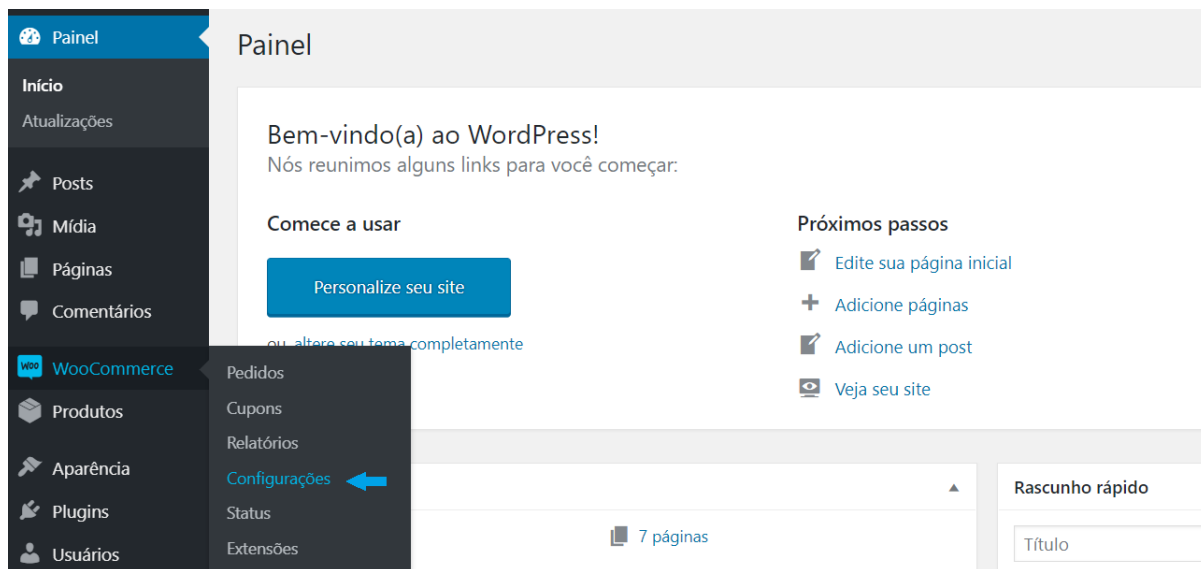 Painel
Início
Atualizações
Posts
Mídia
Páginas
Comentários
WOO
WooCommerce
Produtos
Aparência
Plugins
Usuários
Pedidos
Cupons
Relatórios
Configurações
Status
Extensões
Painel
Bem-vindo(a) ao WordPress!
Nós reunimos alguns links para você começar:
Comece a usar
Personalize seu site
ou, altere seu tema completamente
Próximos passos
Edite sua página inicial
Adicione páginas
Adicione um post
Veja seu site
7 páginas
Rascunho rápido
Título